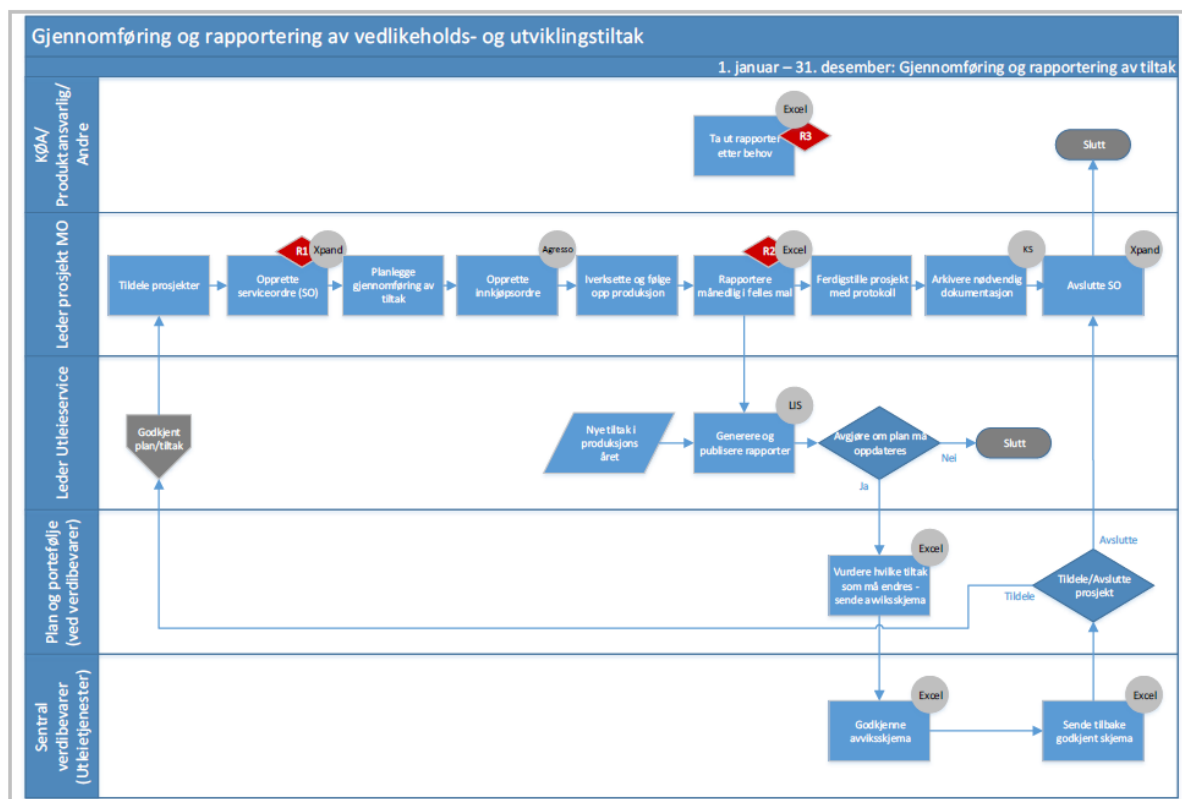 Gjennomføring og rapportering av vedlikeholds- og utviklingstiltak
1. januar – 31. desember: Gjennomføring og rapportering av tiltak
KØA/
Produktansvarlig/
Andre
Excel
Ta ut rapporter
etter behov
R3
Slutt
Leder prosjekt MO
Tildele prosjekter
R1
Xpand
Opprette
serviceordre (SO)
Planlegge
gjennomføring av
tiltak
Agresso
Opprette
innkjøpsordre
Iverksette og følge
opp produksjon
R2
Excel
Rapportere
månedlig i felles mal
Ferdigstille prosjekt
med protokoll
KS
Arkivere nødvendig
dokumentasjon
Xpand
Avslutte SO
Leder Utleieservice
Godkjent
plan/tiltak
Nye tiltak i
produksjons
året
LIS
Generere og
publisere rapporter
Avgjøre om plan må
oppdateres
Nei
Slutt
Ja
Plan og portefølje
(ved verdibevarer)
Excel
Vurdere hvilke tiltak
som må endres -
sende avviksskjema
Avslutte
Tildele/Avslutte
prosjekt
Tildele
Sentral
verdibevarer
(Utleietjenester)
Excel
Godkjenne
avviksskjema
Excel
Sende tilbake
godkjent skjema